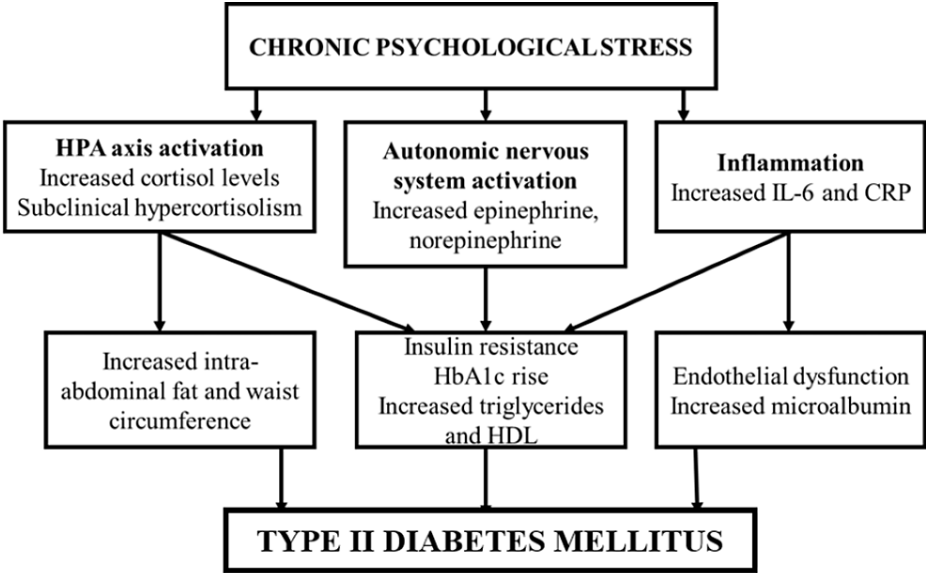 CHRONIC PSYCHOLOGICAL STRESS
HPA axis activation
Increased cortisol levels
Subclinical hypercortisolism
Autonomic nervous
system activation
Increased epinephrine,
norepinephrine
Inflammation
Increased IL-6 and CRP
Increased intra-
abdominal fat and waist
circumference
Insulin resistance
HbA1c rise
Increased triglycerides
and HDL
Endothelial dysfunction
Increased microalbumin
TYPE II DIABETES MELLITUS